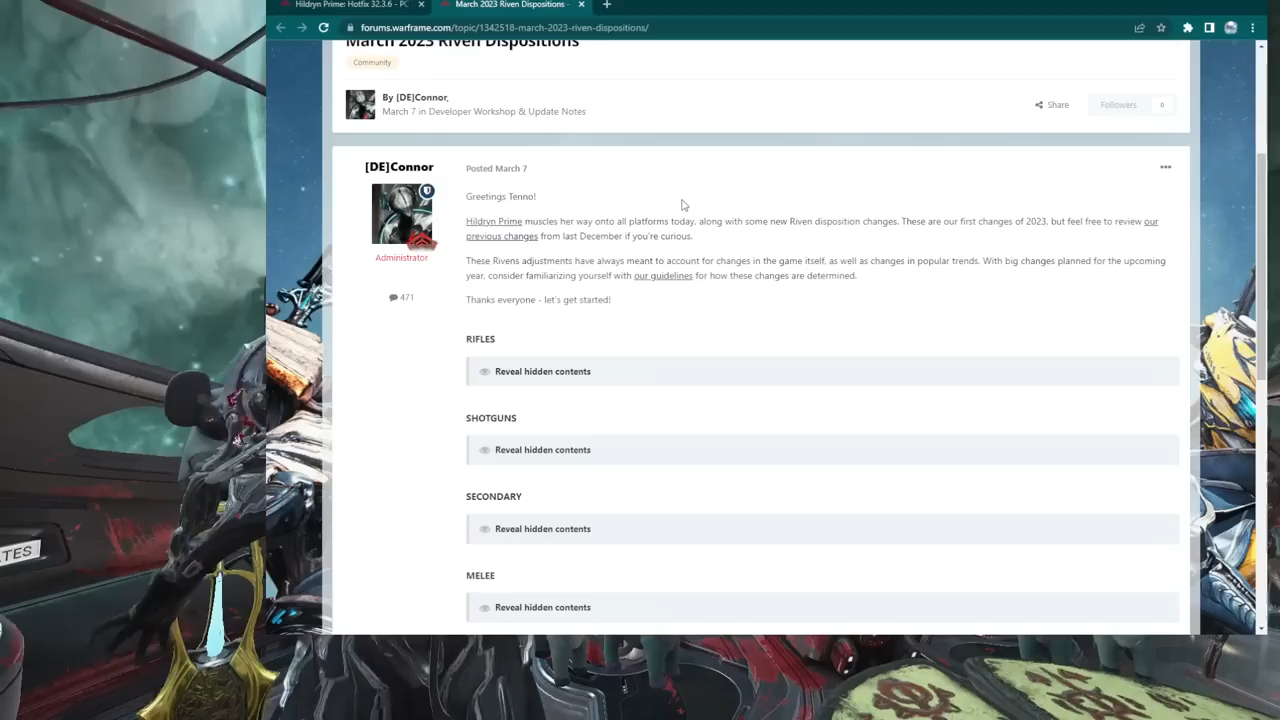 Hildryn Prime: Hotfix 32.3.6 - PC
March 2023 Riven Dispositions -
forums.warframe.com/topic/1342518-march-2023-riven-dispositions/
March 2023 Riven Dispositions
Community
By [DE]Connor,
March 7 in Developer Workshop & Update Notes
Share
Followers
0
[DE]Connor
Administrator
471
Posted March 7
Greetings Tenno!
Hildryn Prime muscles her way onto all platforms today, along with some new Riven disposition changes. These are our first changes of 2023, but feel free to review our
previous changes from last December if you're curious.
These Rivens adjustments have always meant to account for changes in the game itself, as well as changes in popular trends. With big changes planned for the upcoming
year, consider familiarizing yourself with our guidelines for how these changes are determined.
Thanks everyone - let's get started!
RIFLES
Reveal hidden contents
SHOTGUNS
Reveal hidden contents
SECONDARY
Reveal hidden contents
MELEE
Reveal hidden contents
ATES